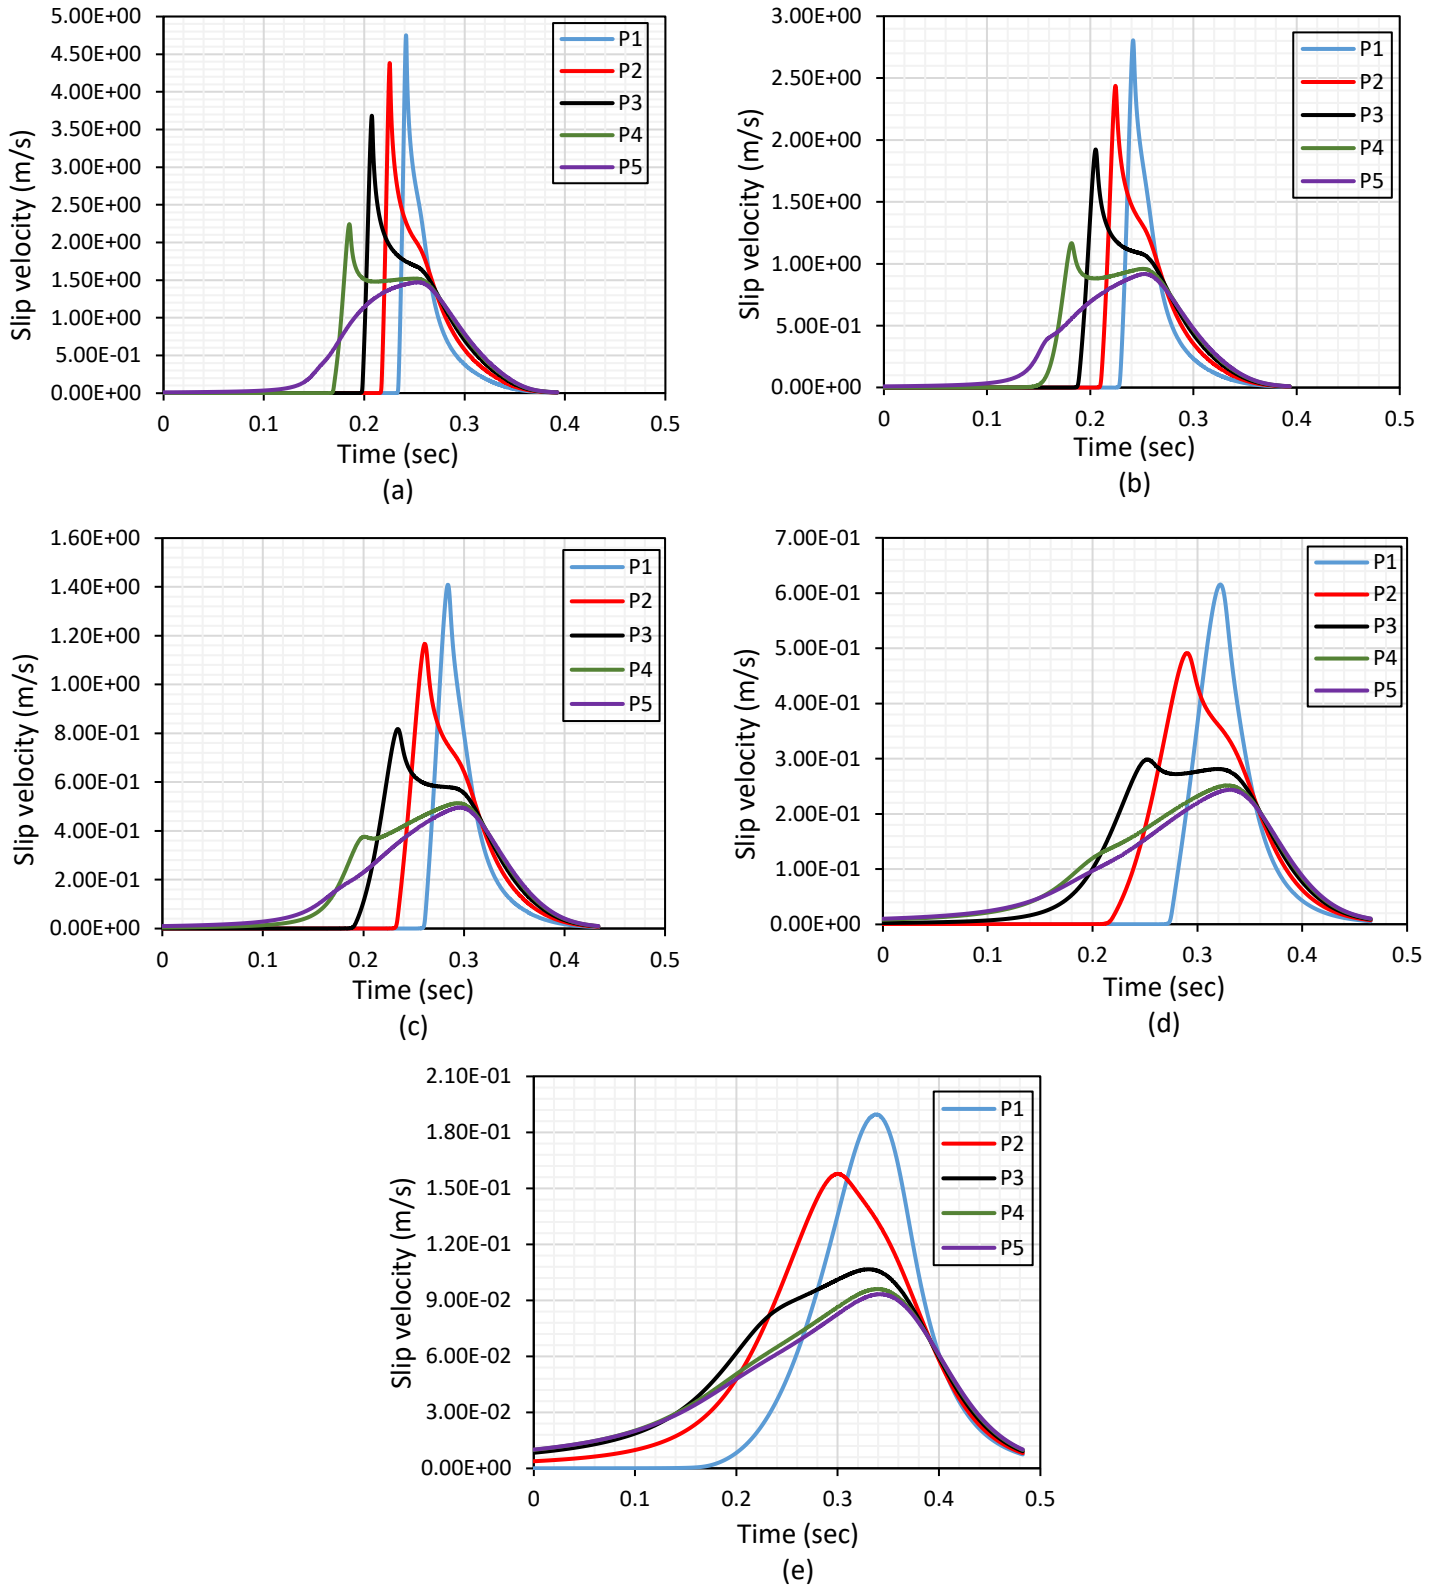 5.00E+00
4.50E+00
4.00E+00
3.50E+00
3.00E+00
2.50E+00
2.00E+00
1.50E+00
1.00E+00
5.00E-01
0.00E+00
Slip velocity (m/s)
0 0.1 0.2 0.3 0.4 0.5
Time (sec)
P1
P2
P3
P4
P5
(a)
3.00E+00
2.50E+00
2.00E+00
1.50E+00
1.00E+00
5.00E-01
0.00E+00
Slip velocity (m/s)
0 0.1 0.2 0.3 0.4 0.5
Time (sec)
P1
P2
P3
P4
P5
(b)
1.60E+00
1.40E+00
1.20E+00
1.00E+00
8.00E-01
6.00E-01
4.00E-01
2.00E-01
0.00E+00
Slip velocity (m/s)
0 0.1 0.2 0.3 0.4 0.5
Time (sec)
P1
P2
P3
P4
P5
(c)
7.00E-01
6.00E-01
5.00E-01
4.00E-01
3.00E-01
2.00E-01
1.00E-01
0.00E+00
Slip velocity (m/s)
0 0.1 0.2 0.3 0.4 0.5
Time (sec)
P1
P2
P3
P4
P5
(d)
2.10E-01
1.80E-01
1.50E-01
1.20E-01
9.00E-02
6.00E-02
3.00E-02
0.00E+00
Slip velocity (m/s)
0 0.1 0.2 0.3 0.4 0.5
Time (sec)
P1
P2
P3
P4
P5
(e)